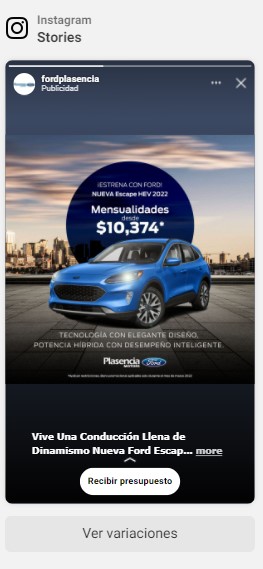 Instagram
Stories
fordplasencia
Publicidad
¡ESTRENA CON FORD!
NUEVA Escape HEV 2022
Mensualidades
desde
$10,374*
TECNOLOGÍA CON ELEGANTE DISEÑO,
POTENCIA HÍBRIDA CON DESEMPEÑO INTELIGENTE.
Plasencia
MOTORS
Ford
Vive Una Conducción Llena de
Dinamismo Nueva Ford Escap... more
Recibir presupuesto
Ver variaciones